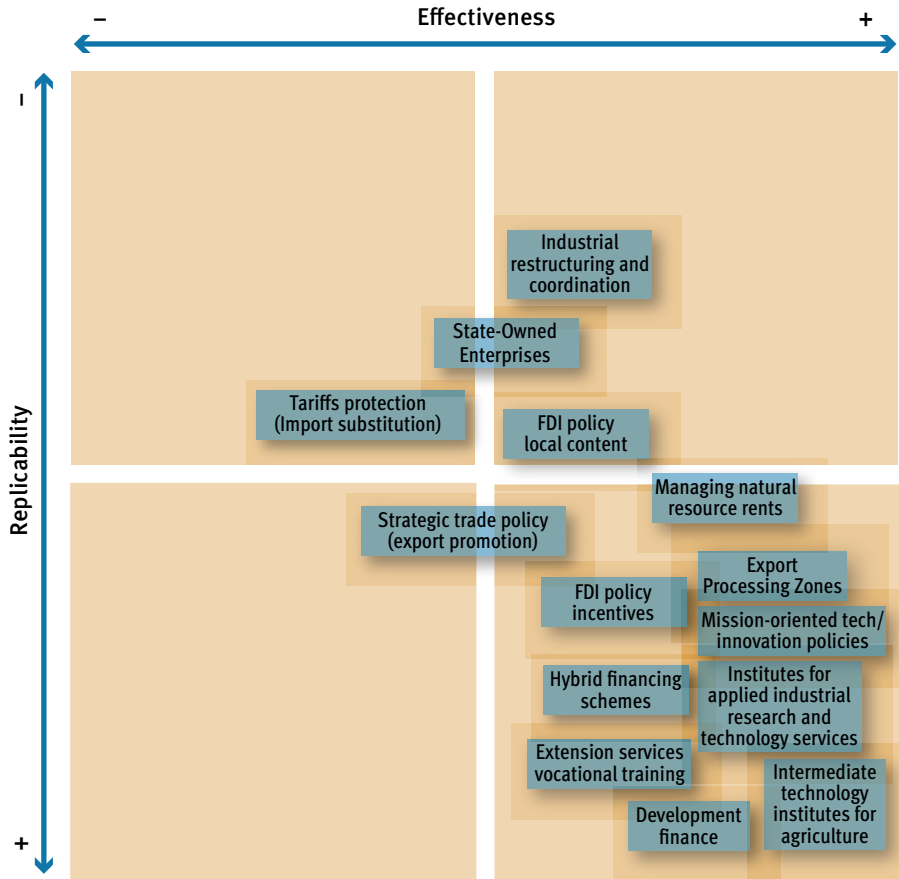 Effectiveness
– +
–
Industrial
restructuring and
coordination
State-Owned
Enterprises
Tariffs protection
(Import substitution)
FDI policy
local content
Replicability
Managing natural
resource rents
Strategic trade policy
(export promotion)
Export
Processing Zones
FDI policy
incentives
Mission-oriented tech/
innovation policies
Hybrid financing
schemes
Institutes for
applied industrial
research and
technology services
Extension services
vocational training
Intermediate
technology
institutes for
agriculture
Development
finance
+